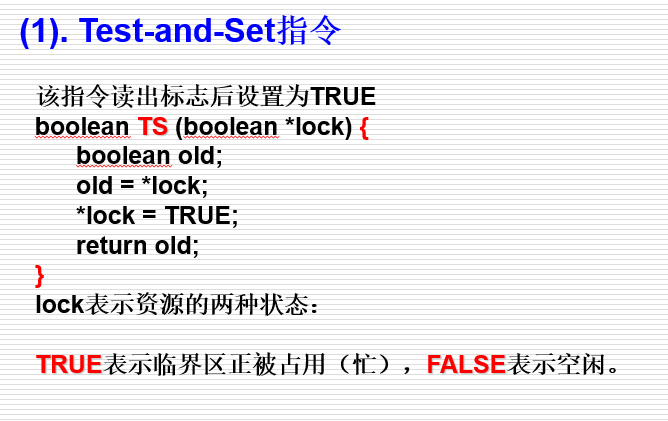 (1). Test-and-Set指令
该指令读出标志后设置为TRUE
boolean TS (boolean *lock) {
boolean old;
old = *lock;
*lock = TRUE;
return old;
}
lock表示资源的两种状态：
TRUE表示临界区正被占用（忙），FALSE表示空闲。